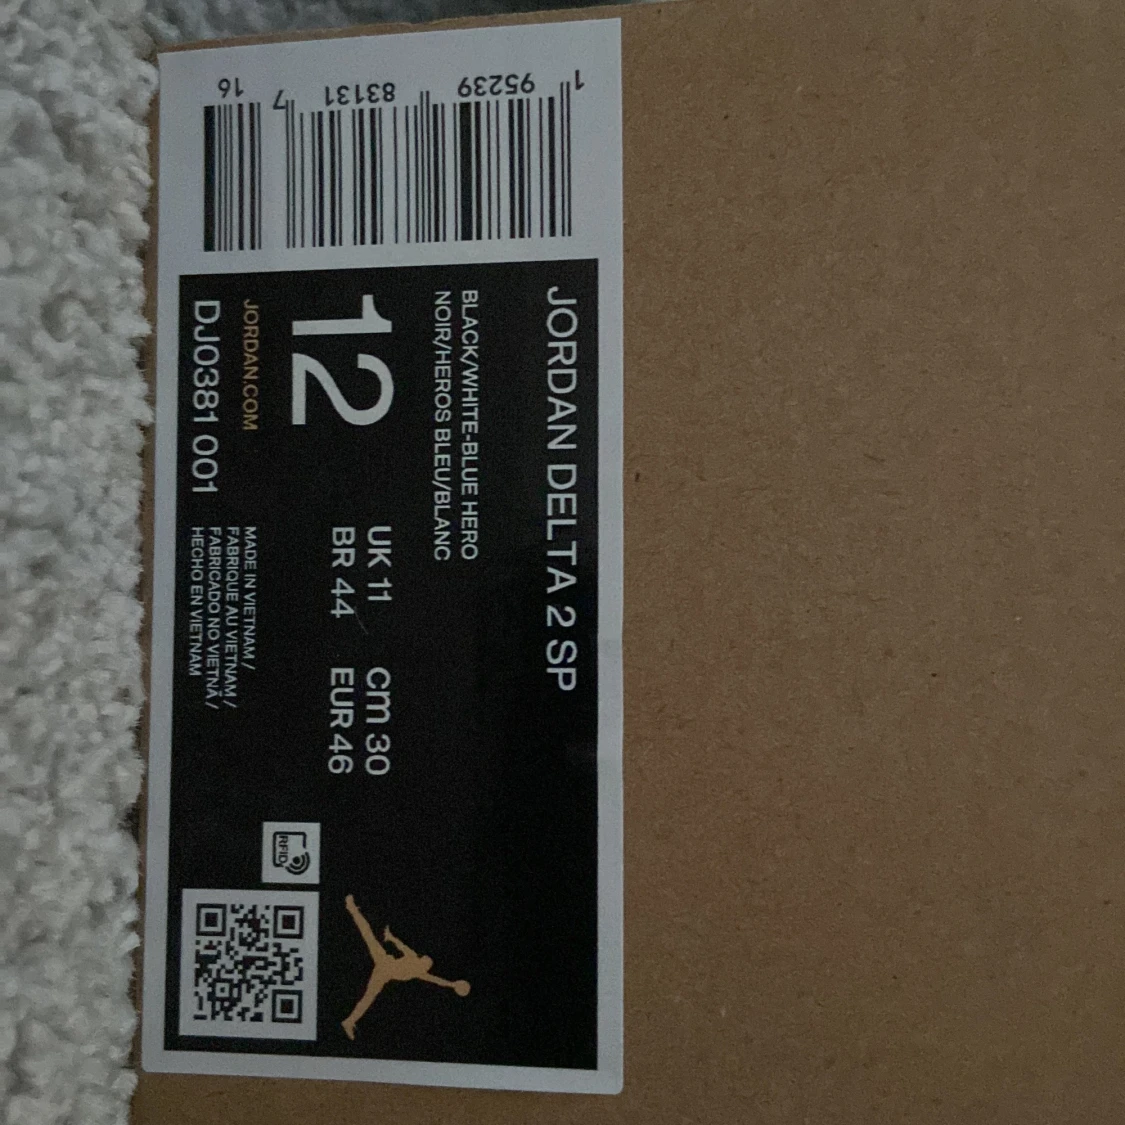 JORDAN DELTA 2 SP
BLACK/WHITE-BLUE HERO
NOIR/HEROS BLEU/BLANC
12
UK 11 cm 30
BR 44 EUR 46
JORDAN.COM
DJ0381 001
MADE IN VIETNAM /
FABRIQUE AU VIETNAM /
FABRICADO NO VIETNÃ /
HECHO EN VIETNAM
RFID
1 95239 83131 7 16